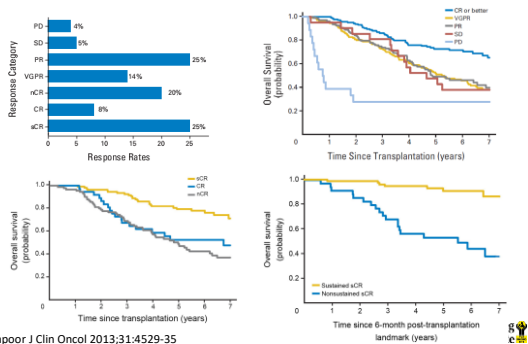 PD
4%
SD
5%
PR
25%
VGPR
14%
nCR
20%
CR
8%
sCR
25%
Response Category
0 5 10 15 20 25
Response Rates
CR or better
VGPR
PR
SD
PD
Overall Survival
(probability)
1.0
0.8
0.6
0.4
0.2
0 1 2 3 4 5 6 7
Time Since Transplantation (years)
sCR
CR
nCR
Overall survival
(probability)
1.0
0.8
0.6
0.4
0.2
0 1 2 3 4 5 6 7
Time since transplantation (years)
Overall survival
(probability)
1.0
0.8
0.6
0.4
0.2
Sustained sCR
Nonsustained sCR
0 1 2 3 4 5 6 7
Time since 6-month post-transplantation
landmark (years)
poor J Clin Oncol 2013;31:4529-35
g